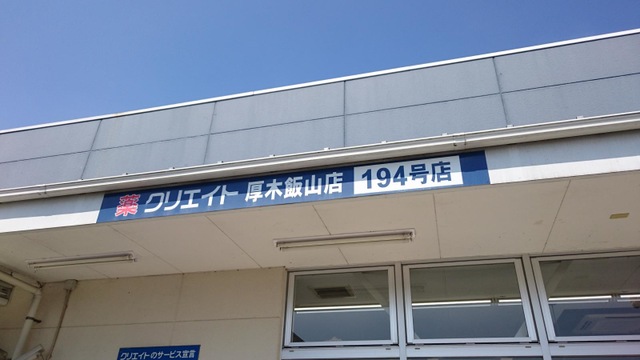 薬 クリエイト 厚木飯山店 194号店
クリエイトのサービス宣言